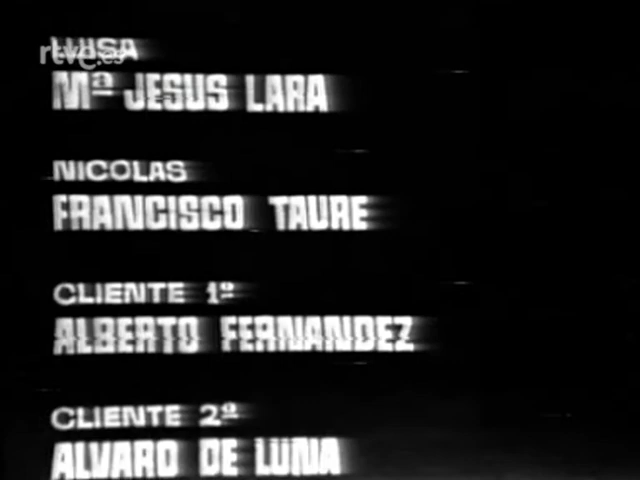 rtve.es
LUISA
Mª JESUS LARA
NICOLAS
FRANCISCO TAURE
CLIENTE 1º
ALBERTO FERNANDEZ
CLIENTE 2º
ALVARO DE LUNA